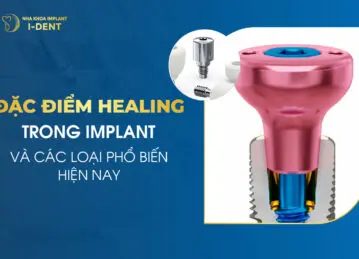 NHA KHOA IMPLANT
I-DENT
ĐẶC ĐIỂM HEALING
TRONG IMPLANT
VÀ CÁC LOẠI PHỔ BIẾN
HIỆN NAY